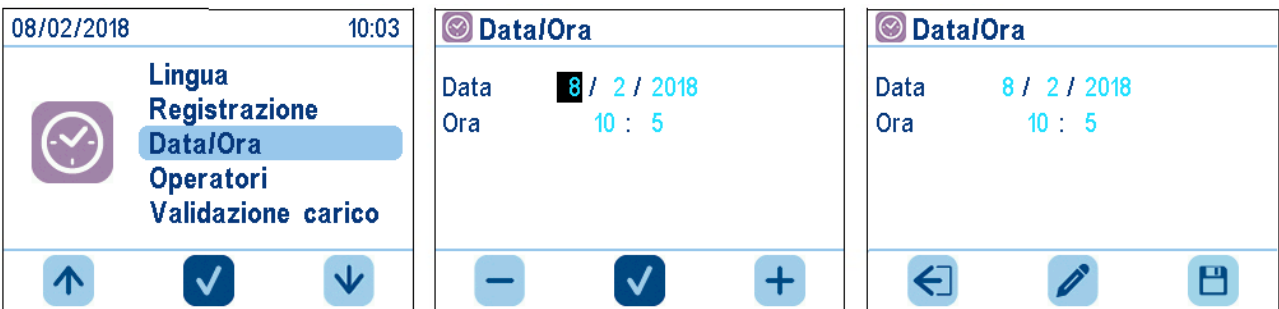 08/02/2018 10:03
Lingua
Registrazione
Data/Ora
Operatori
Validazione carico
Data/Ora
Data 8 / 2 / 2018
Ora 10 : 5
Data/Ora
Data 8 / 2 / 2018
Ora 10 : 5